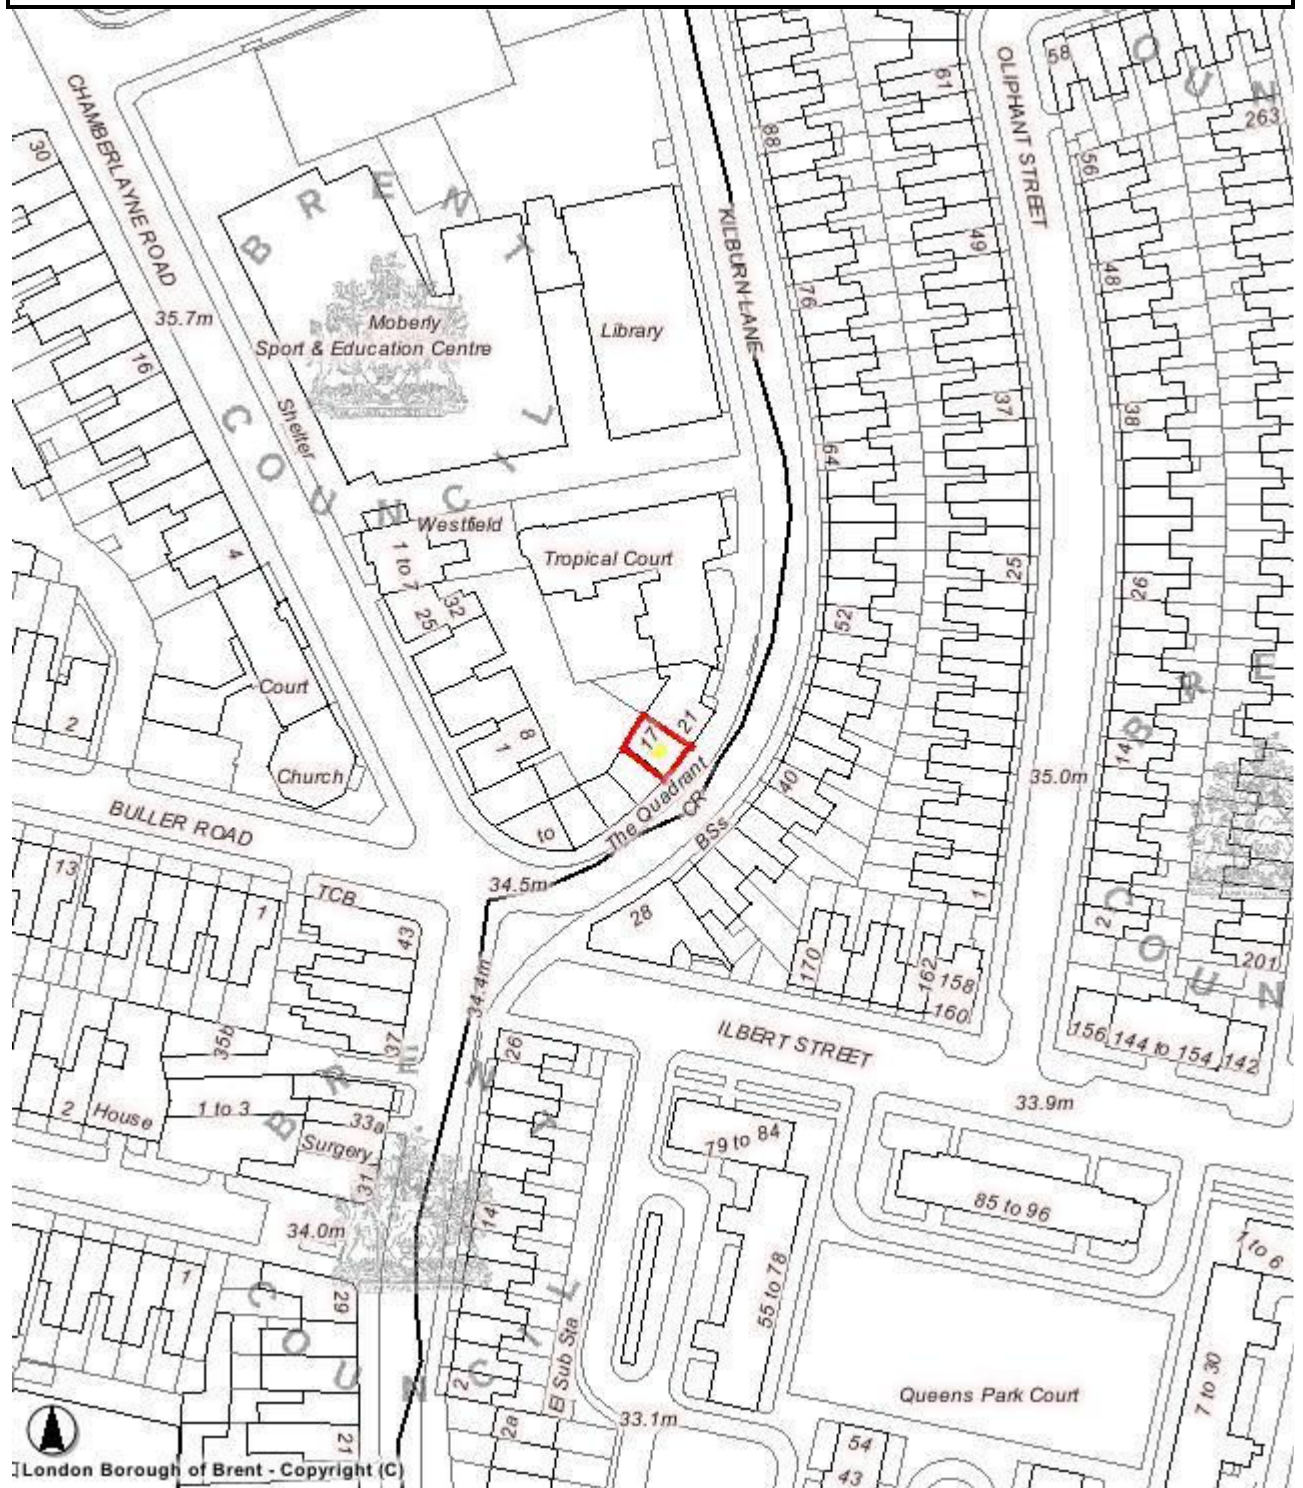 58
61
OLIPHANT STREET
CHAMBERLAYNE ROAD
263
88
30
56
KILBURN LANE
49
48
76
35.7m
Moberly
Sport & Education Centre
Library
16
37
38
Shelter
64
BRENT COUNCIL
Westfield
Tropical Court
4
1 to 7
25
26
32
25
52
Court
2
21
17
8
1
14
Church
35.0m
40
The Quadrant
CR
BSs
BULLER ROAD
to
13
34.5m
TCB
1
28
1
2
43
170
162
158
160
201
34.4m
ILBERT STREET
156
144 to 154
142
35b
37
26
33.9m
2
House
1 to 3
33a
Surgery
31
79 to 84
85 to 96
14
34.0m
1 to 6
1
29
55 to 78
El Sub Sta
2
Queens Park Court
7 to 30
2a
33.1m
21
54
43
BRENT COUNCIL
BRE
COUN
OUN
London Borough of Brent - Copyright (C)